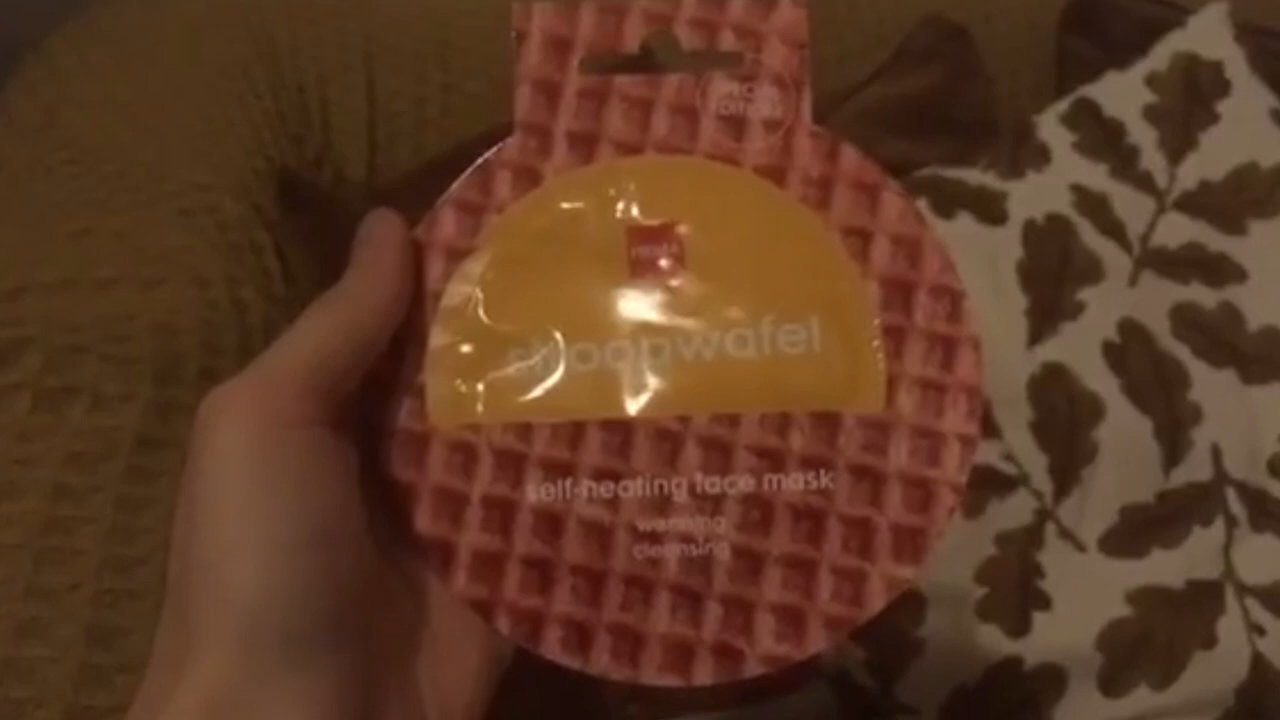 stroopwafel
self-heating face mask
warming
cleansing